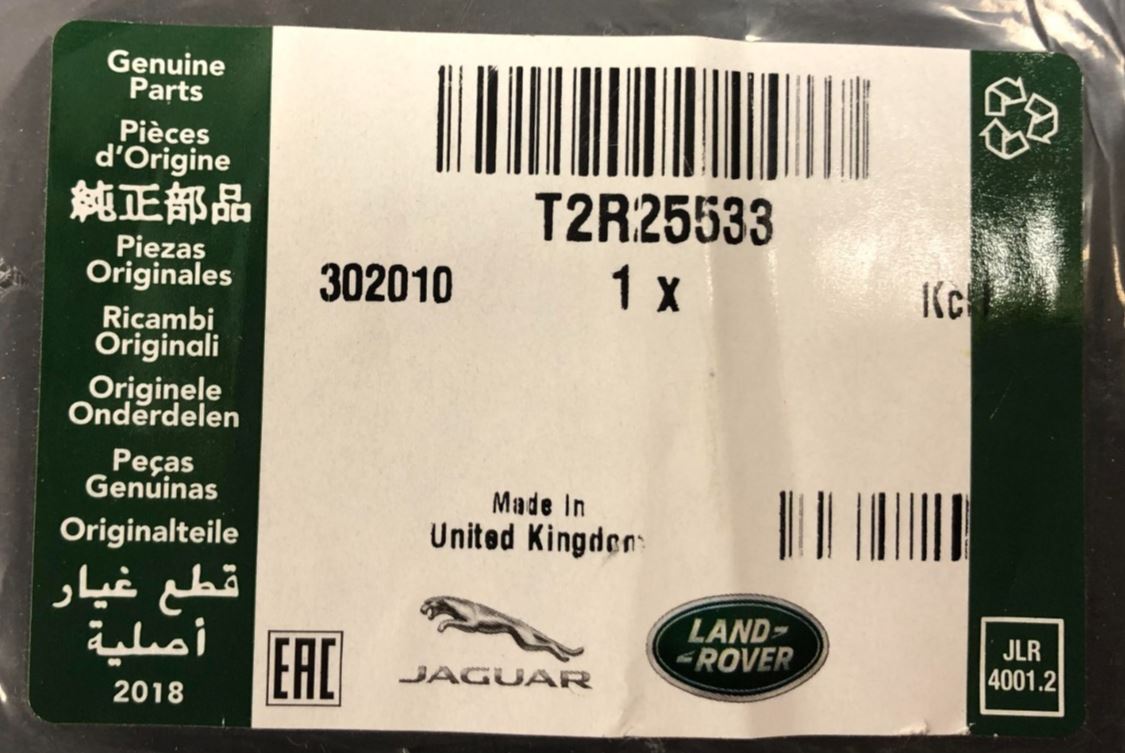 Genuine
Parts
Pièces
d'Origine
純正部品
Piezas
Originales
Ricambi
Originali
Originele
Onderdelen
Peças
Genuinas
Originalteile
قطع غيار
أصلية
2018
T2R25533
302010 1 x
Made In
United Kingdom
EAC
JAGUAR
LAND-
-ROVER
JLR
4001.2